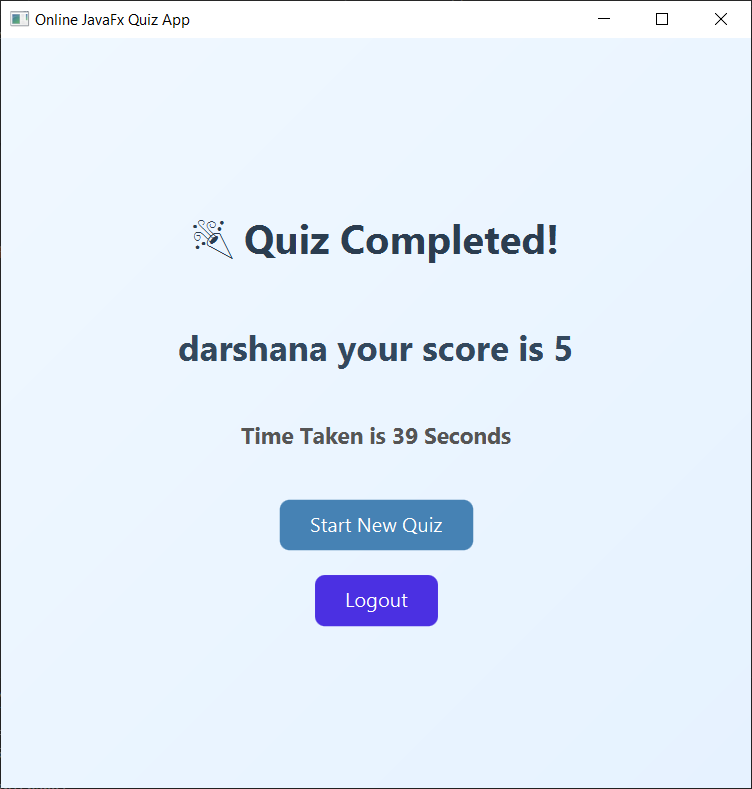 Online JavaFx Quiz App
🎉 Quiz Completed!
darshana your score is 5
Time Taken is 39 Seconds
Start New Quiz
Logout